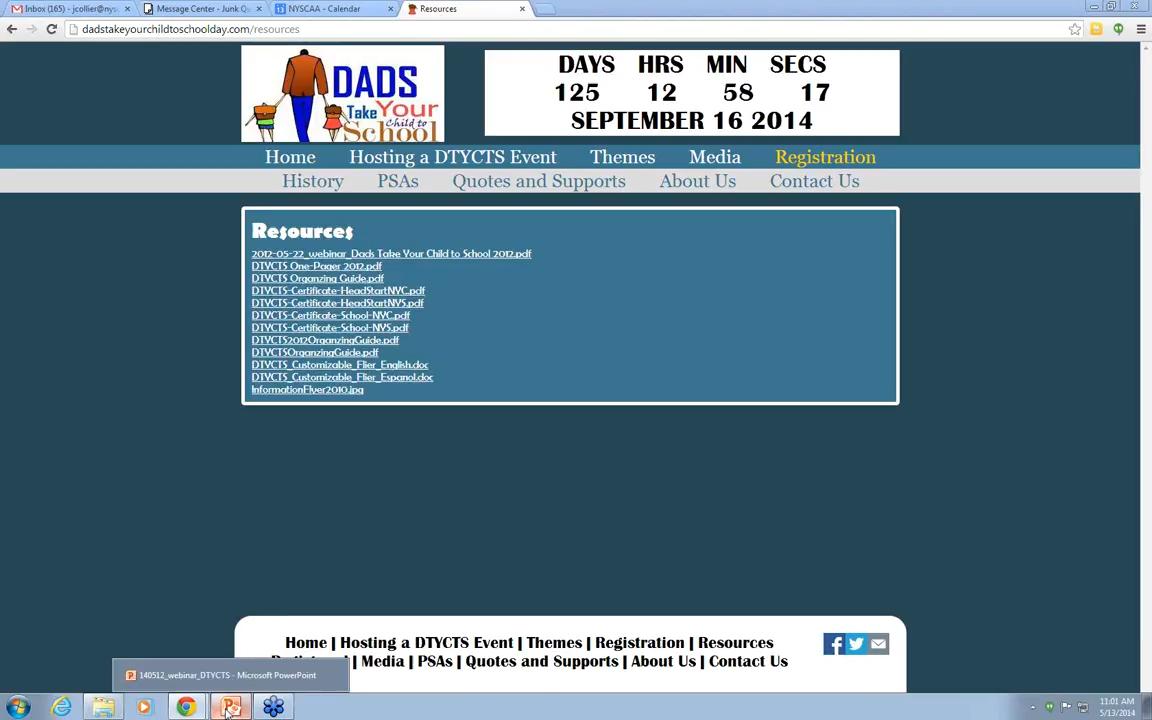 Inbox (165) - jcollier@nys
Message Center - Junk Qu
NYSCAA - Calendar
Resources
dadstakeyourchildtoschoolday.com/resources
DADS
Take Your
Child to
School
DAYS HRS MIN SECS
125 12 58 17
SEPTEMBER 16 2014
Home Hosting a DTYCTS Event Themes Media Registration
History PSAs Quotes and Supports About Us Contact Us
Resources
2012-05-22_webinar_Dads Take Your Child to School 2012.pdf
DTYCTS One-Pager 2012.pdf
DTYCTS Organzing Guide.pdf
DTYCTS-Certificate-HeadStartNYC.pdf
DTYCTS-Certificate-HeadStartNYS.pdf
DTYCTS-Certificate-School-NYC.pdf
DTYCTS-Certificate-School-NYS.pdf
DTYCTS2012OrganzingGuide.pdf
DTYCTSOrganzingGuide.pdf
DTYCTS_Customizable_Flier_English.doc
DTYCTS_Customizable_Flier_Espanol.doc
InformationFlyer2010.jpg
Home | Hosting a DTYCTS Event | Themes | Registration | Resources
| Media | PSAs | Quotes and Supports | About Us | Contact Us
140512_webinar_DTYCTS - Microsoft PowerPoint
11:01 AM
5/13/2014